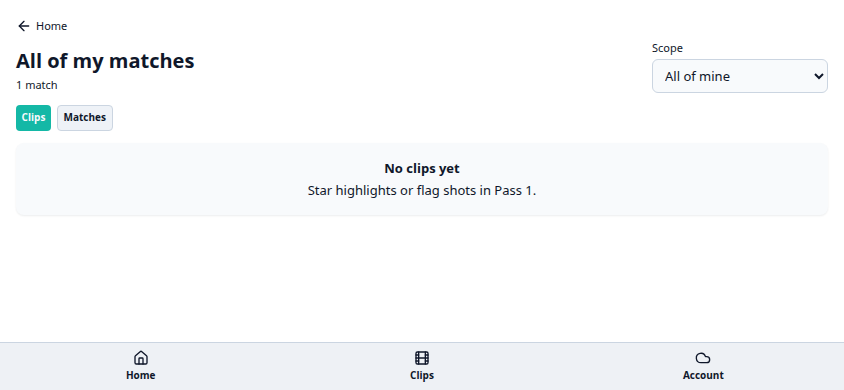 Home
All of my matches
1 match
Scope
All of mine
Clips
Matches
No clips yet
Star highlights or flag shots in Pass 1.
Home
Clips
Account